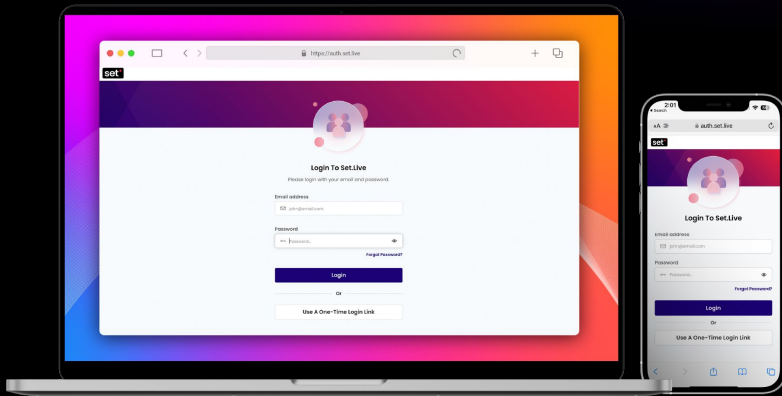 https://auth.set.live
set
Login To Set.Live
Please login with your email and password.
Email address
john@email.com
Password
Password..
Forgot Password?
Login
Or
Use A One-Time Login Link
2:01
Search
AA
auth.set.live
set
Login To Set.Live
Email address
john@email.com
Password
Password..
Forgot Password?
Login
Or
Use A One-Time Login Link